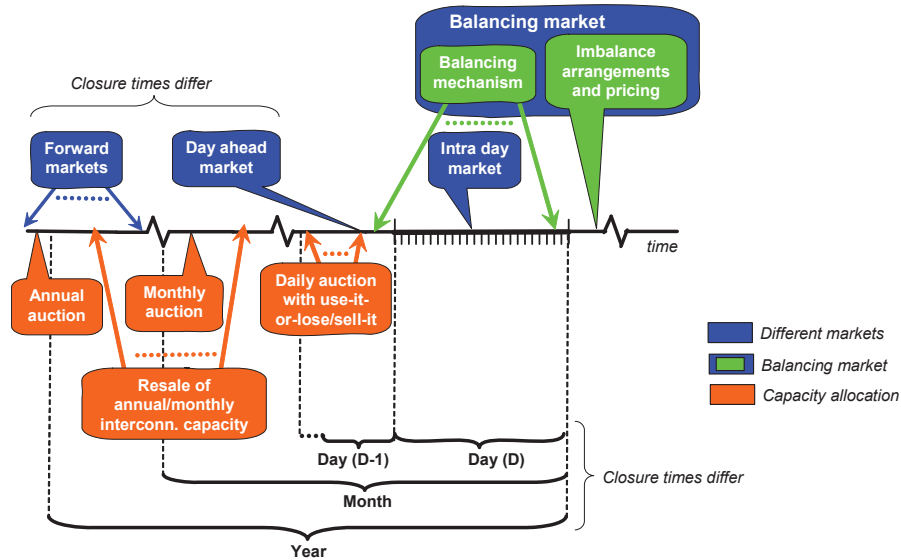 Balancing market
Balancing
mechanism
Imbalance
arrangements
and pricing
Closure times differ
Forward
markets
Day ahead
market
Intra day
market
time
Annual
auction
Monthly
auction
Daily auction
with use-it-
or-lose/sell-it
Resale of
annual/monthly
interconn. capacity
Different markets
Balancing market
Capacity allocation
Day (D-1)
Day (D)
Closure times differ
Month
Year